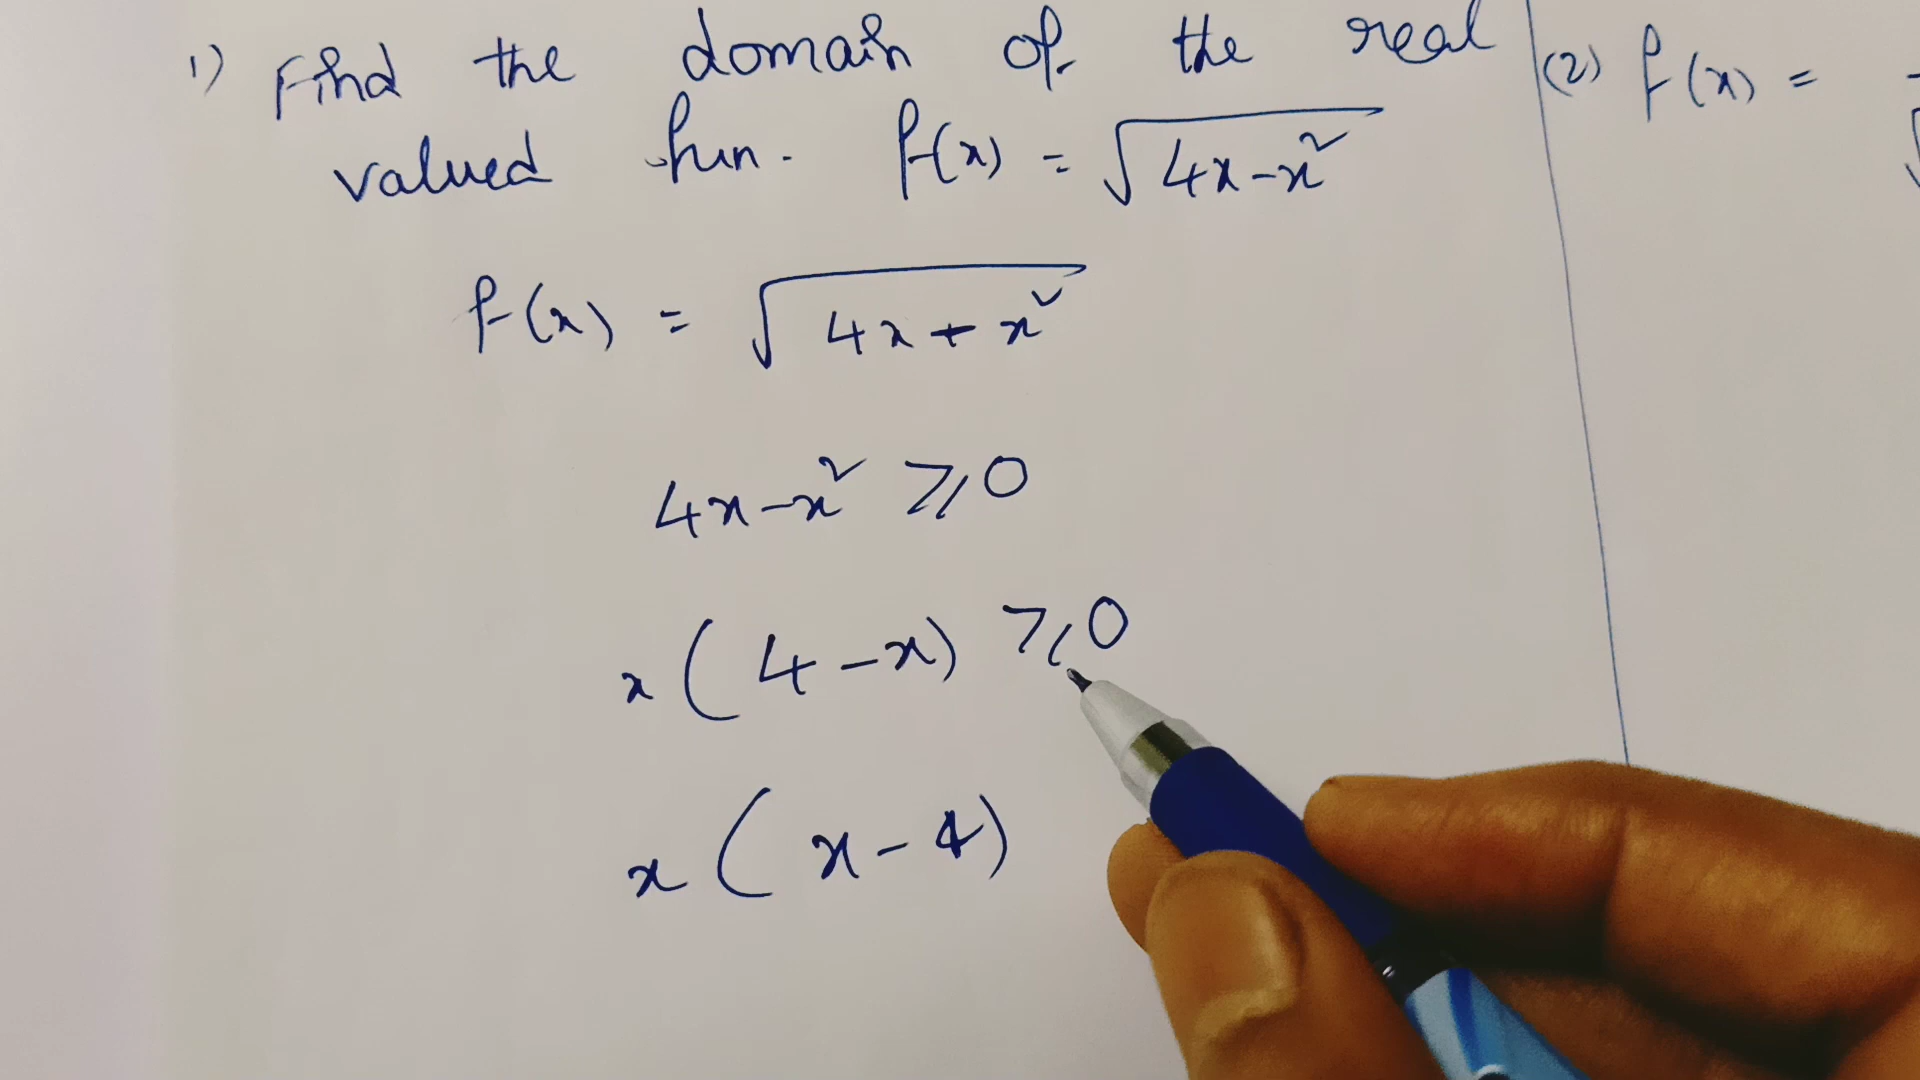 1) Find the domain of the real
valued fun. f(x) = √4x-x²
f(x) = √4x+x²
4x-x² ≥ 0
x(4-x) ≥ 0
x(x-4)
(2) f(x) =